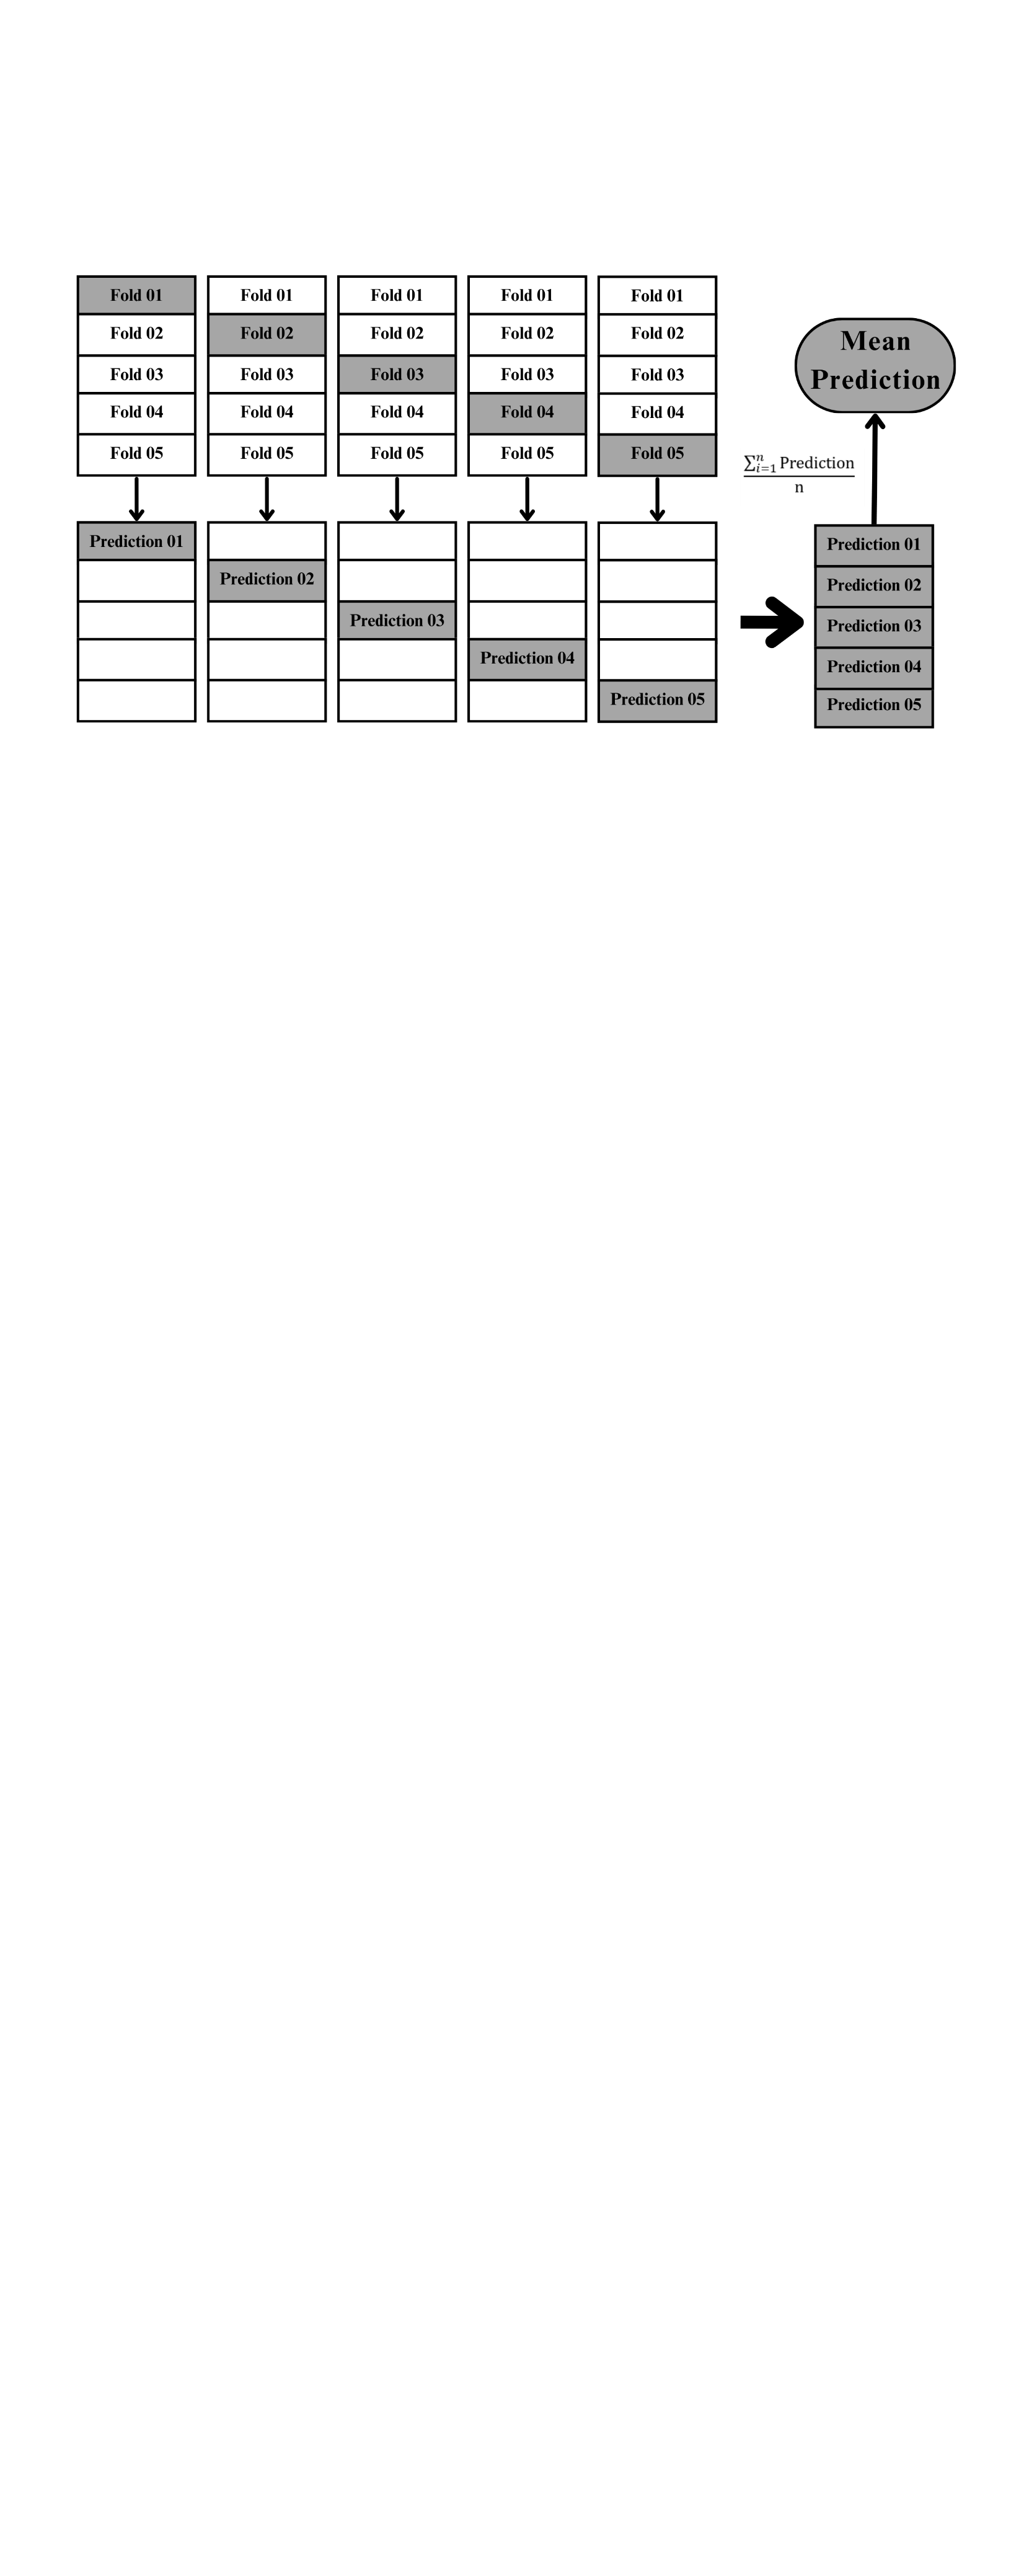 Fold 01 Fold 01 Fold 01 Fold 01 Fold 01
Fold 02 Fold 02 Fold 02 Fold 02 Fold 02
Fold 03 Fold 03 Fold 03 Fold 03 Fold 03
Fold 04 Fold 04 Fold 04 Fold 04 Fold 04
Fold 05 Fold 05 Fold 05 Fold 05 Fold 05
Prediction 01
Prediction 02
Prediction 03
Prediction 04
Prediction 05
Mean
Prediction
∑ⁿᵢ₌₁ Prediction
n
Prediction 01
Prediction 02
Prediction 03
Prediction 04
Prediction 05